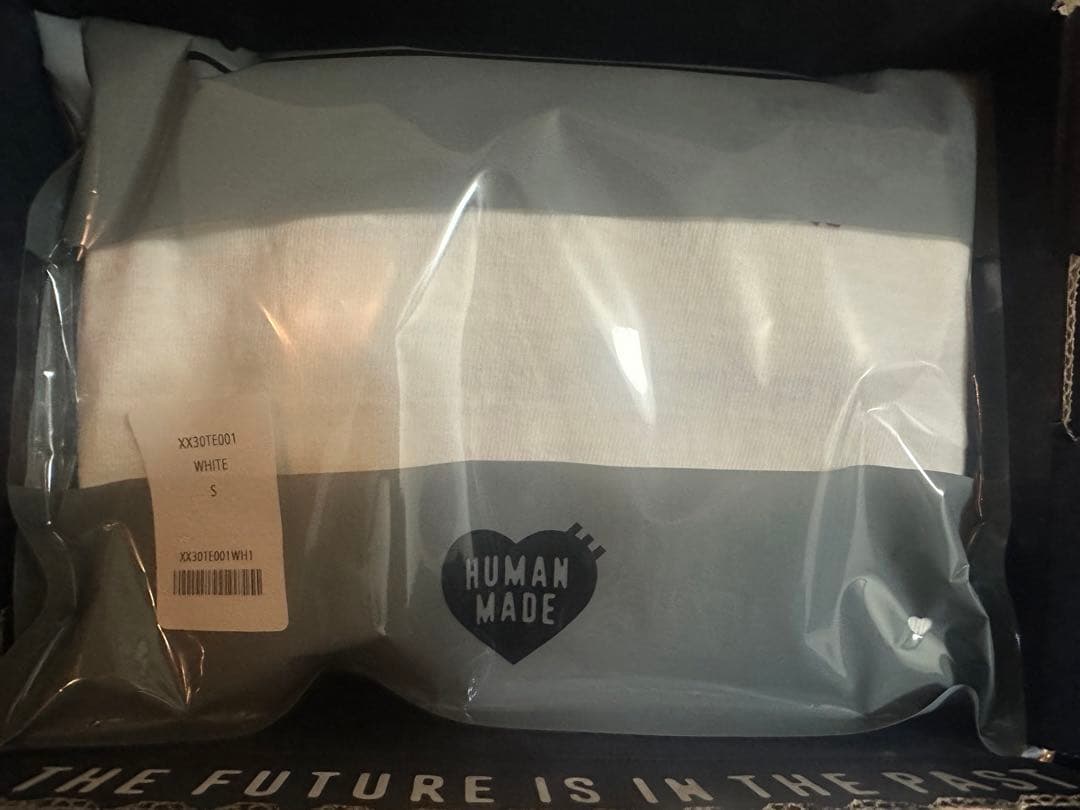 XX30TE001
WHITE
S
XX30TE001WH1
HUMAN
MADE
THE FUTURE IS IN THE PAST